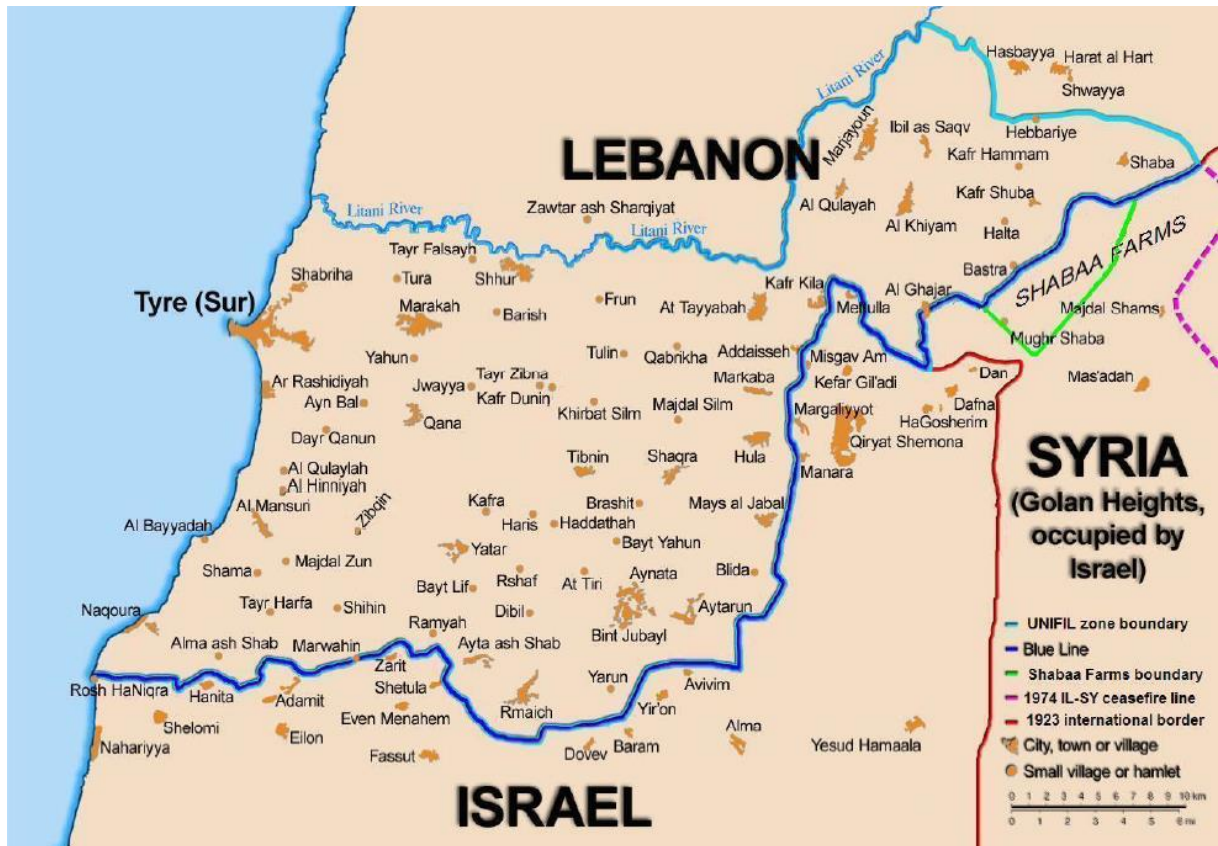 Litani River
Hasbayya
Harat al Hart
Shwayya
Marjayoun
Ibil as Saqv
Hebbariye
LEBANON
Kafr Hammam
Shaba
Al Qulayah
Al Khiyam
Kafr Shuba
Halta
Litani River
Zawtar ash Sharqiyat
Litani River
Tayr Falsayh
Bastra
SHABAA FARMS
Shabriha
Tura
Shhur
Tyre (Sur)
Marakah
Barish
Frun
At Tayyabah
Kafr Kila
Metulla
Al Ghajar
Majdal Shams
Mughr Shaba
Yahun
Tulin
Qabrikha
Addaisseh
Misgav Am
Ar Rashidiyah
Jwayya
Tayr Zibna
Kafr Dunin
Markaba
Kefar Gil'adi
Dan
Mas'adah
Ayn Bal
Khirbat Silm
Majdal Silm
Margaliyyot
Dafna
HaGosherim
Qana
Dayr Qanun
Qiryat Shemona
Tibnin
Shaqra
Hula
Manara
SYRIA
(Golan Heights,
occupied by
Israel)
Al Qulaylah
Al Hinniyah
Al Mansuri
Zibqin
Kafra
Haris
Brashit
Haddathah
Mays al Jabal
Al Bayyadah
Yatar
Bayt Yahun
Shama
Majdal Zun
Bayt Lif
Rshaf
At Tiri
Aynata
Blida
Naqoura
Tayr Harfa
Shihin
Dibil
Aytarun
Ramyah
Bint Jubayl
Alma ash Shab
Marwahin
Zarit
Ayta ash Shab
Rosh HaNiqra
Hanita
Adamit
Shetula
Yarun
Avivim
Even Menahem
Rmaich
Yir'on
Shelomi
Eilon
Nahariyya
Fassut
Dovev
Baram
Alma
Yesud Hamaala
ISRAEL
UNIFIL zone boundary
Blue Line
Shabaa Farms boundary
1974 IL-SY ceasefire line
1923 international border
City, town or village
Small village or hamlet
0 1 2 3 4 5 6 7 8 9 10 km
0 1 2 3 4 5 6 mi